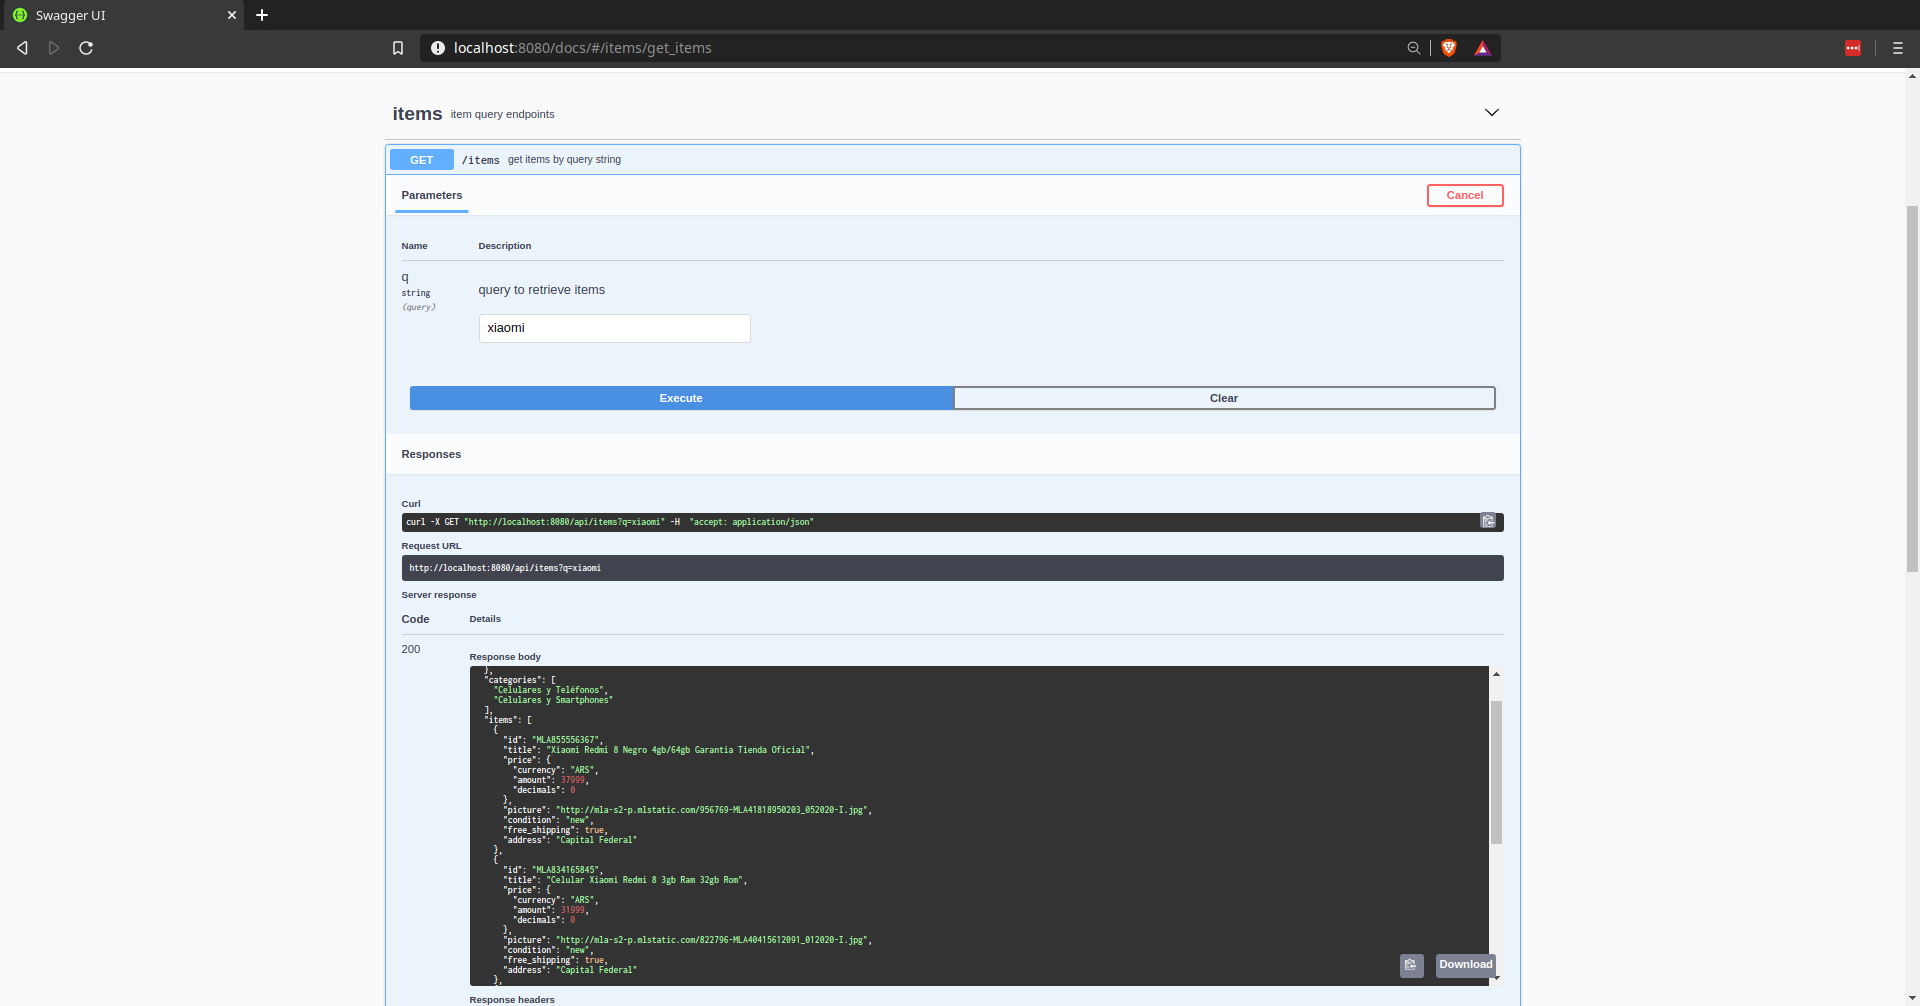 Swagger UI
localhost:8080/docs/#/items/get_items
items item query endpoints
GET /items get items by query string
Parameters
Cancel
Name Description
q
string
(query)
query to retrieve items
xiaomi
Execute Clear
Responses
Curl
curl -X GET "http://localhost:8080/api/items?q=xiaomi" -H  "accept: application/json"
Request URL
http://localhost:8080/api/items?q=xiaomi
Server response
Code Details
200
Response body
},
"categories": [
"Celulares y Teléfonos",
"Celulares y Smartphones"
],
"items": [
{
"id": "MLA855556367",
"title": "Xiaomi Redmi 8 Negro 4gb/64gb Garantia Tienda Oficial",
"price": {
"currency": "ARS",
"amount": 37999,
"decimals": 0
},
"picture": "http://mla-s2-p.mlstatic.com/956769-MLA41818950203_052020-I.jpg",
"condition": "new",
"free_shipping": true,
"address": "Capital Federal"
},
{
"id": "MLA834165845",
"title": "Celular Xiaomi Redmi 8 3gb Ram 32gb Rom",
"price": {
"currency": "ARS",
"amount": 31999,
"decimals": 0
},
"picture": "http://mla-s2-p.mlstatic.com/822796-MLA40415612091_012020-I.jpg",
"condition": "new",
"free_shipping": true,
"address": "Capital Federal"
},
Download
Response headers